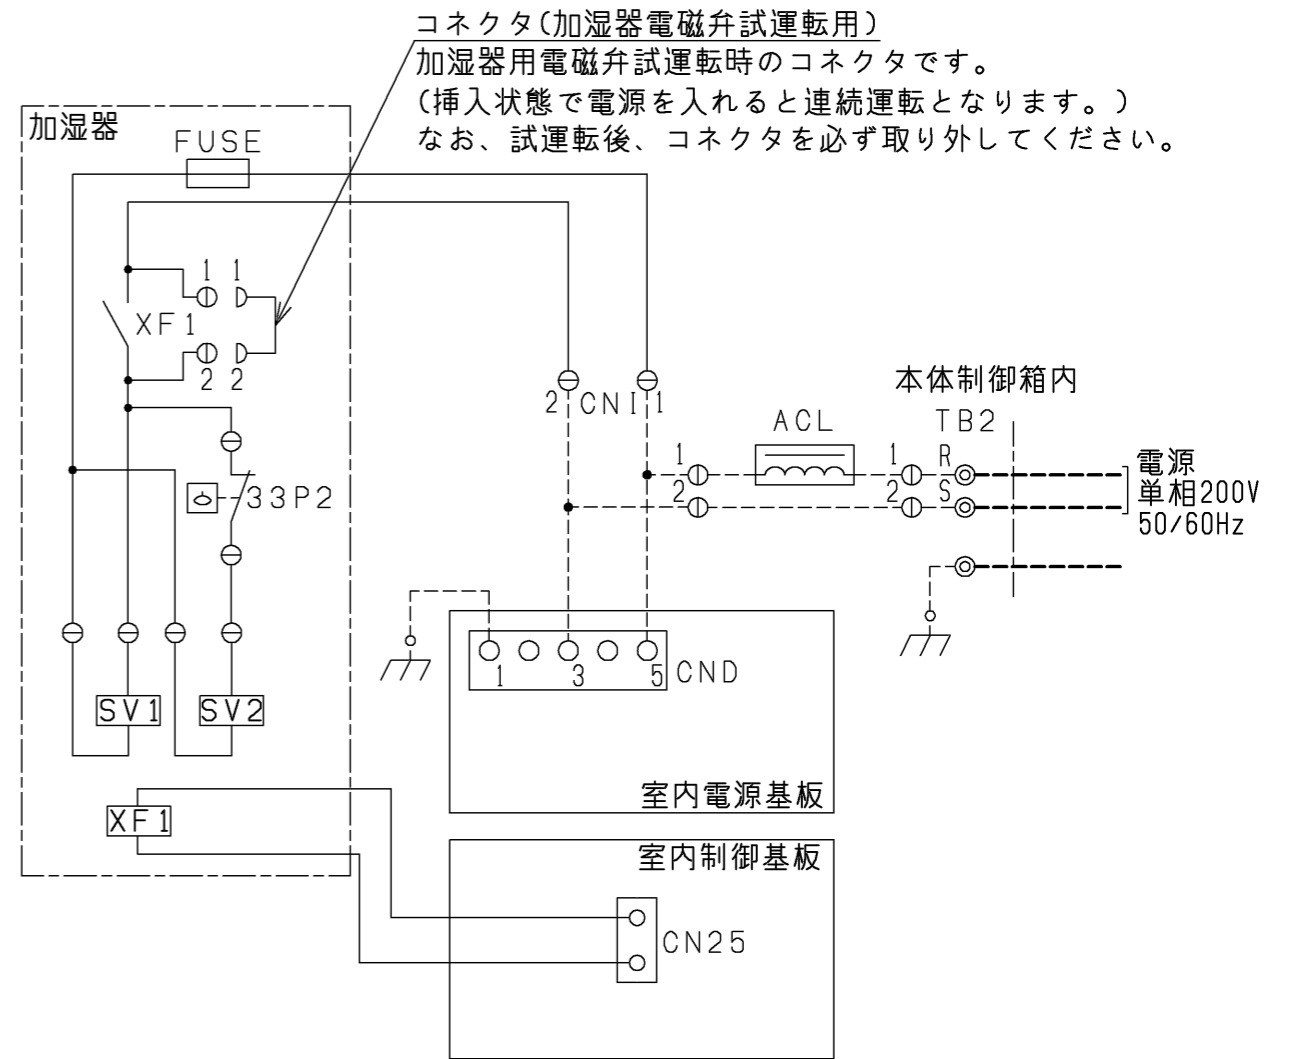 コネクタ(加湿器電磁弁試運転用)
加湿器用電磁弁試運転時のコネクタです。
(挿入状態で電源を入れると連続運転となります。)
なお、試運転後、コネクタを必ず取り外してください。
加湿器
FUSE
1 1
XF1
2 2
2 CNI 1
本体制御箱内
ACL
TB2
1
1 R
2
2 S
電源
単相200V
50/60Hz
33P2
1 3 5 CND
SV1 SV2
室内電源基板
XF1
室内制御基板
CN25